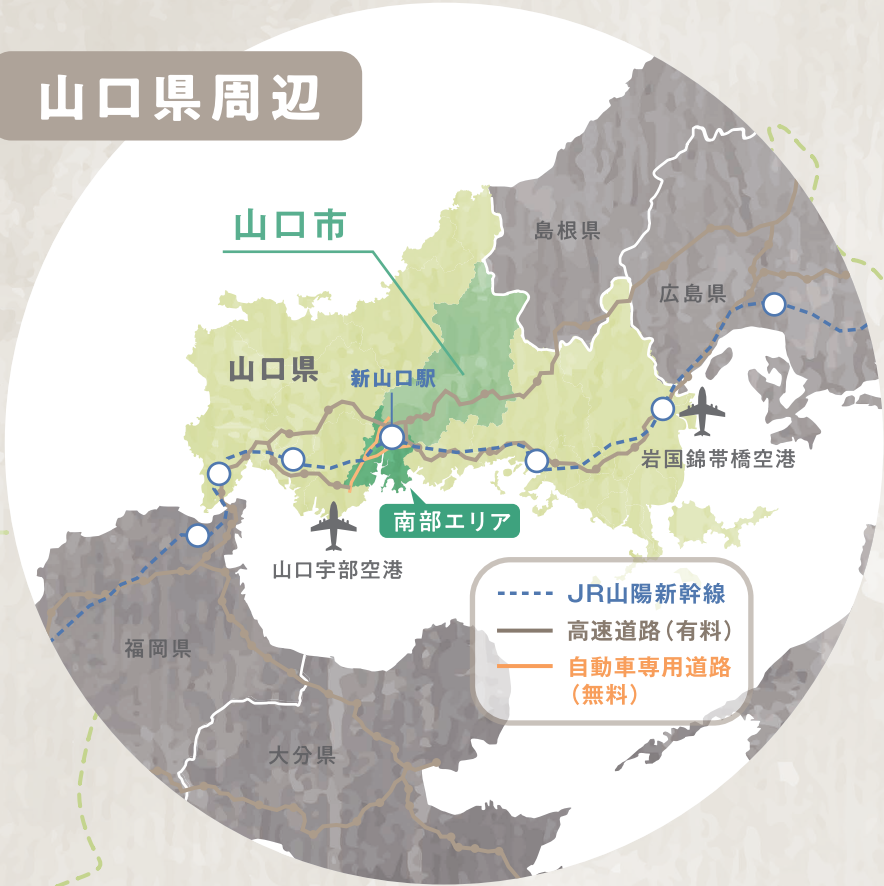 山口県周辺
山口市
島根県
広島県
山口県
新山口駅
岩国錦帯橋空港
南部エリア
山口宇部空港
JR山陽新幹線
高速道路(有料)
自動車専用道路
(無料)
福岡県
大分県